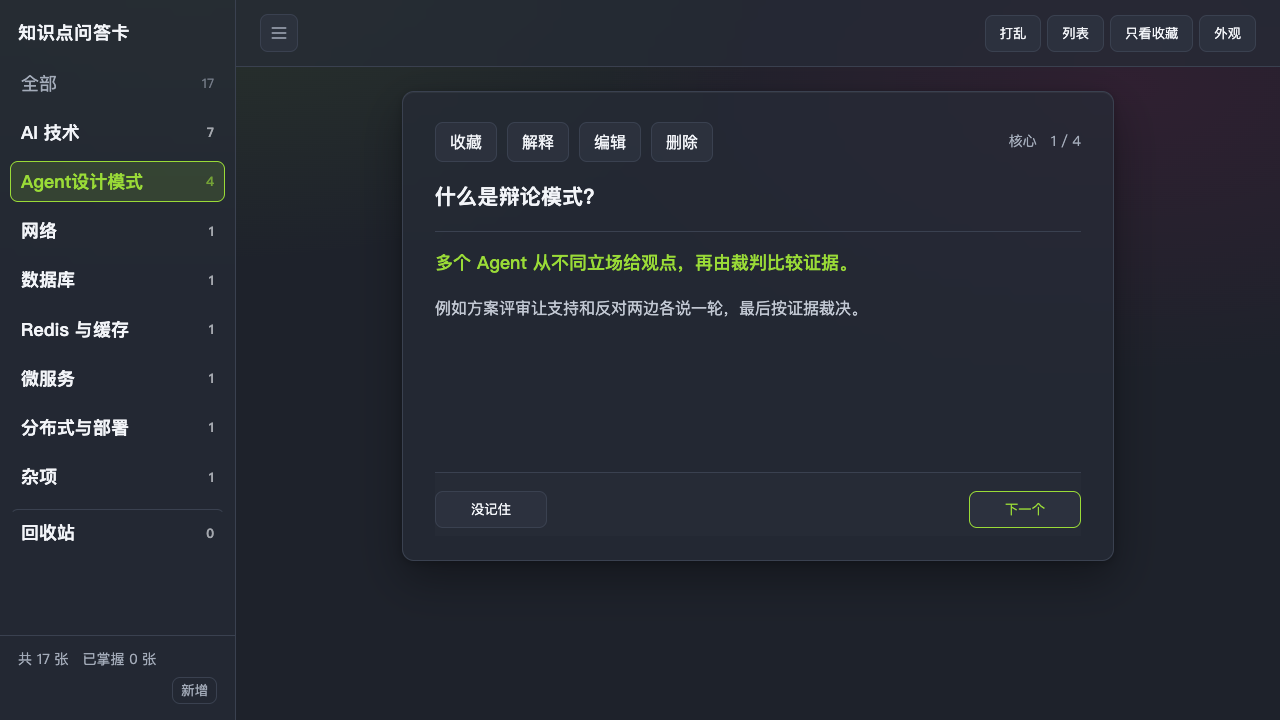 知识点问答卡
全部 17
AI 技术 7
Agent设计模式 4
网络 1
数据库 1
Redis 与缓存 1
微服务 1
分布式与部署 1
杂项 1
回收站 0
共 17 张 已掌握 0 张
新增
打乱 列表 只看收藏 外观
收藏 解释 编辑 删除 核心 1 / 4
什么是辩论模式?
多个 Agent 从不同立场给观点，再由裁判比较证据。
例如方案评审让支持和反对两边各说一轮，最后按证据裁决。
没记住 下一个